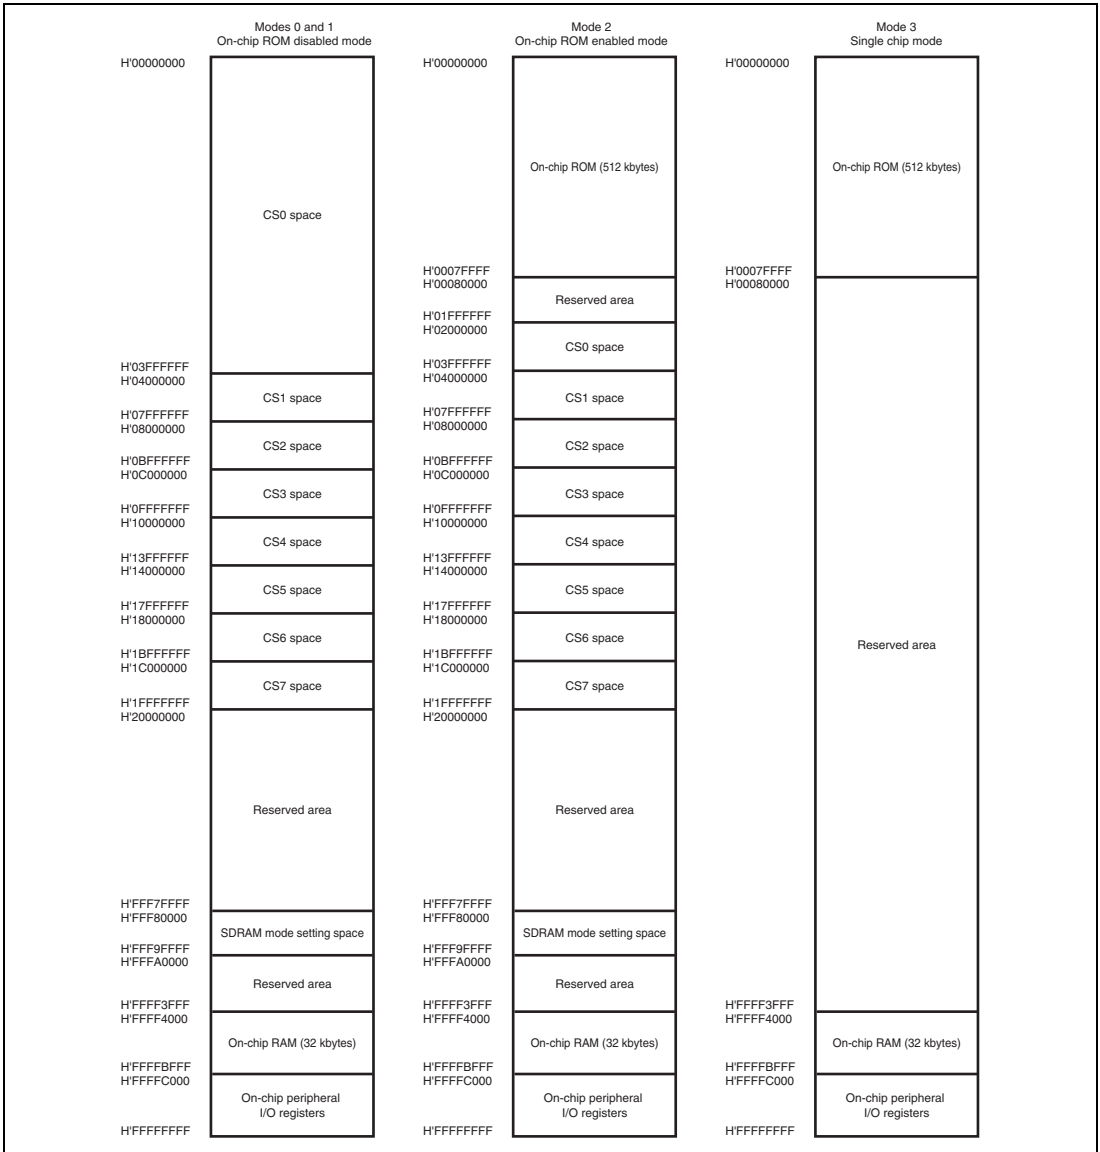 Modes 0 and 1
On-chip ROM disabled mode
H'00000000
CS0 space
H'03FFFFFF
H'04000000
CS1 space
H'07FFFFFF
H'08000000
CS2 space
H'0BFFFFFF
H'0C000000
CS3 space
H'0FFFFFFF
H'10000000
CS4 space
H'13FFFFFF
H'14000000
CS5 space
H'17FFFFFF
H'18000000
CS6 space
H'1BFFFFFF
H'1C000000
CS7 space
H'1FFFFFFF
H'20000000
Reserved area
H'FFF7FFFF
H'FFF80000
SDRAM mode setting space
H'FFF9FFFF
H'FFFA0000
Reserved area
H'FFFF3FFF
H'FFFF4000
On-chip RAM (32 kbytes)
H'FFFFBFFF
H'FFFFC000
On-chip peripheral
I/O registers
H'FFFFFFFF
Mode 2
On-chip ROM enabled mode
H'00000000
On-chip ROM (512 kbytes)
H'0007FFFF
H'00080000
Reserved area
H'01FFFFFF
H'02000000
CS0 space
H'03FFFFFF
H'04000000
CS1 space
H'07FFFFFF
H'08000000
CS2 space
H'0BFFFFFF
H'0C000000
CS3 space
H'0FFFFFFF
H'10000000
CS4 space
H'13FFFFFF
H'14000000
CS5 space
H'17FFFFFF
H'18000000
CS6 space
H'1BFFFFFF
H'1C000000
CS7 space
H'1FFFFFFF
H'20000000
Reserved area
H'FFF7FFFF
H'FFF80000
SDRAM mode setting space
H'FFF9FFFF
H'FFFA0000
Reserved area
H'FFFF3FFF
H'FFFF4000
On-chip RAM (32 kbytes)
H'FFFFBFFF
H'FFFFC000
On-chip peripheral
I/O registers
H'FFFFFFFF
Mode 3
Single chip mode
H'00000000
On-chip ROM (512 kbytes)
H'0007FFFF
H'00080000
Reserved area
H'FFFF3FFF
H'FFFF4000
On-chip RAM (32 kbytes)
H'FFFFBFFF
H'FFFFC000
On-chip peripheral
I/O registers
H'FFFFFFFF